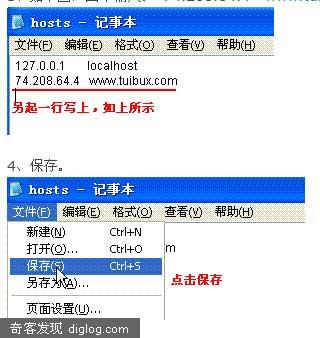 hosts - 记事本
文件(F) 编辑(E) 格式(O) 查看(V) 帮助(H)
127.0.0.1 localhost
74.208.64.4 www.tuibux.com
另起一行写上，如上所示
4、保存。
hosts - 记事本
文件(F) 编辑(E) 格式(O) 查看(V) 帮助(H)
新建(N) Ctrl+N
打开(O)... Ctrl+O
m
保存(S) Ctrl+S
另存为(A)...
点击保存
页面设置(U)...
奇客发现 diglog.com